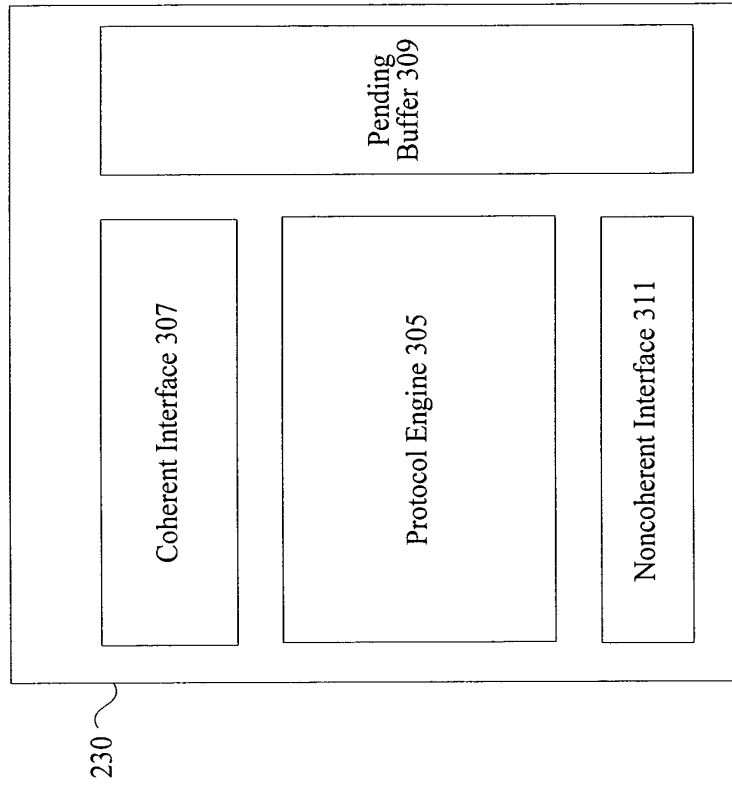 230
Coherent Interface 307
Protocol Engine 305
Noncoherent Interface 311
Pending
Buffer 309